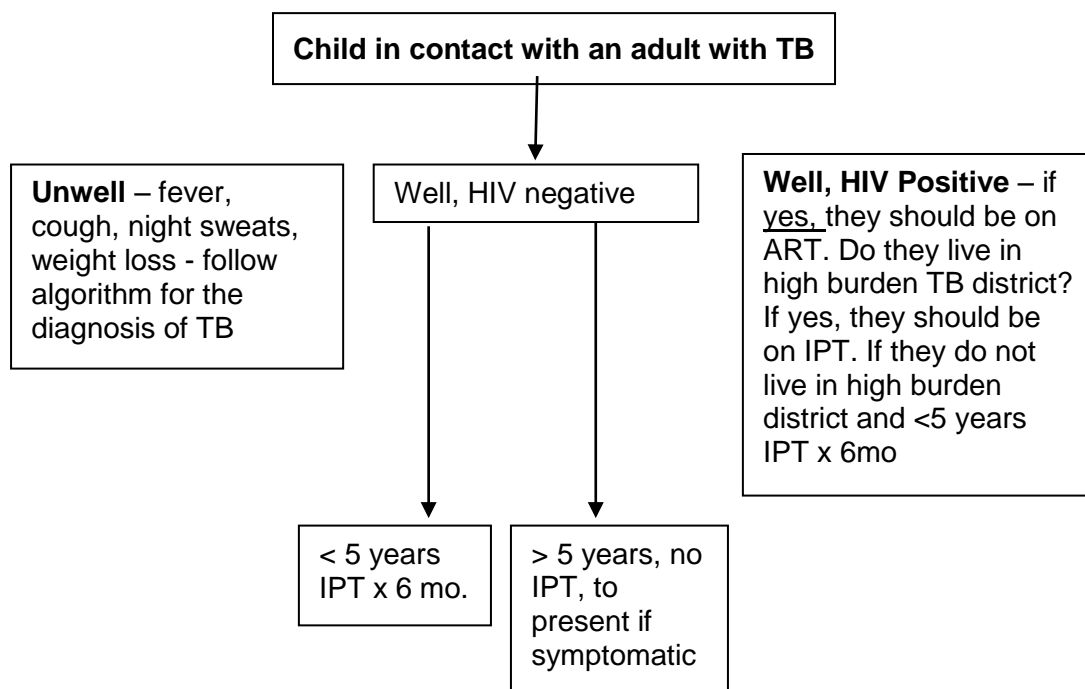 Child in contact with an adult with TB
Unwell – fever,
cough, night sweats,
weight loss - follow
algorithm for the
diagnosis of TB
Well, HIV negative
Well, HIV Positive – if
yes, they should be on
ART. Do they live in
high burden TB district?
If yes, they should be
on IPT. If they do not
live in high burden
district and <5 years
IPT x 6mo
< 5 years
IPT x 6 mo.
> 5 years, no
IPT, to
present if
symptomatic